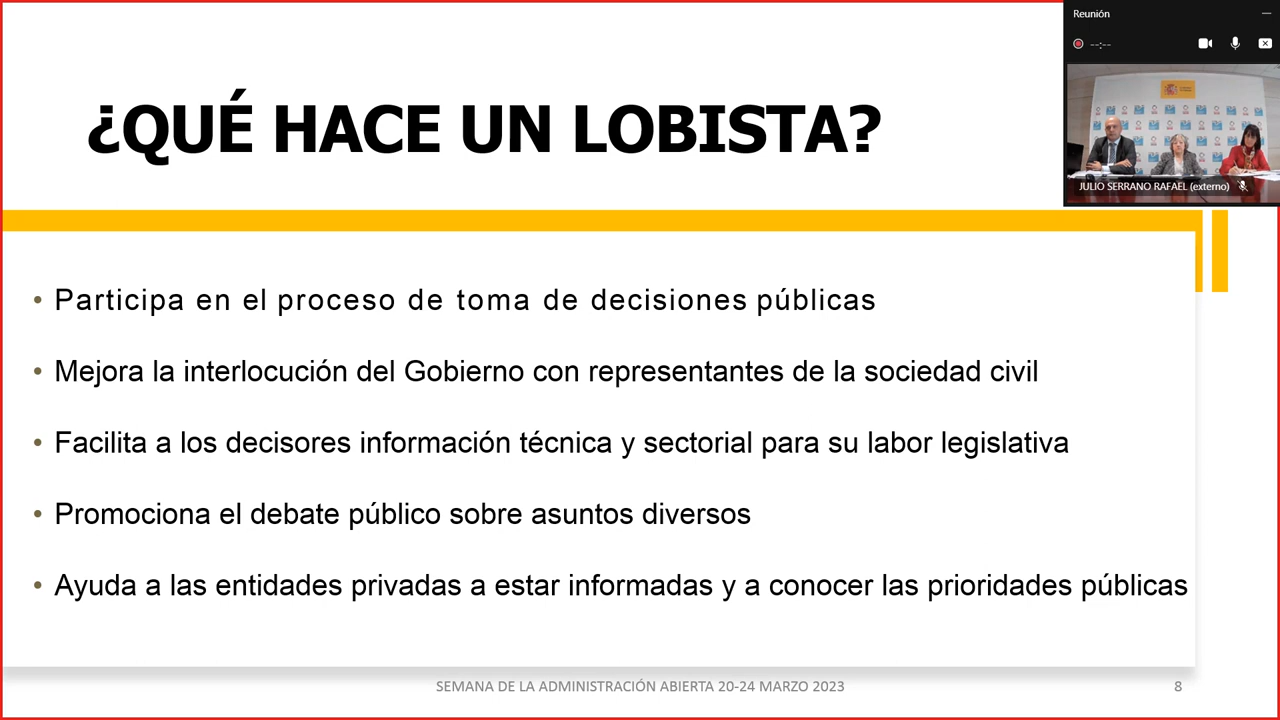 Reunión
--:--
¿QUÉ HACE UN LOBISTA?
JULIO SERRANO RAFAEL (externo)
• Participa en el proceso de toma de decisiones públicas
• Mejora la interlocución del Gobierno con representantes de la sociedad civil
• Facilita a los decisores información técnica y sectorial para su labor legislativa
• Promociona el debate público sobre asuntos diversos
• Ayuda a las entidades privadas a estar informadas y a conocer las prioridades públicas
SEMANA DE LA ADMINISTRACIÓN ABIERTA 20-24 MARZO 2023
8